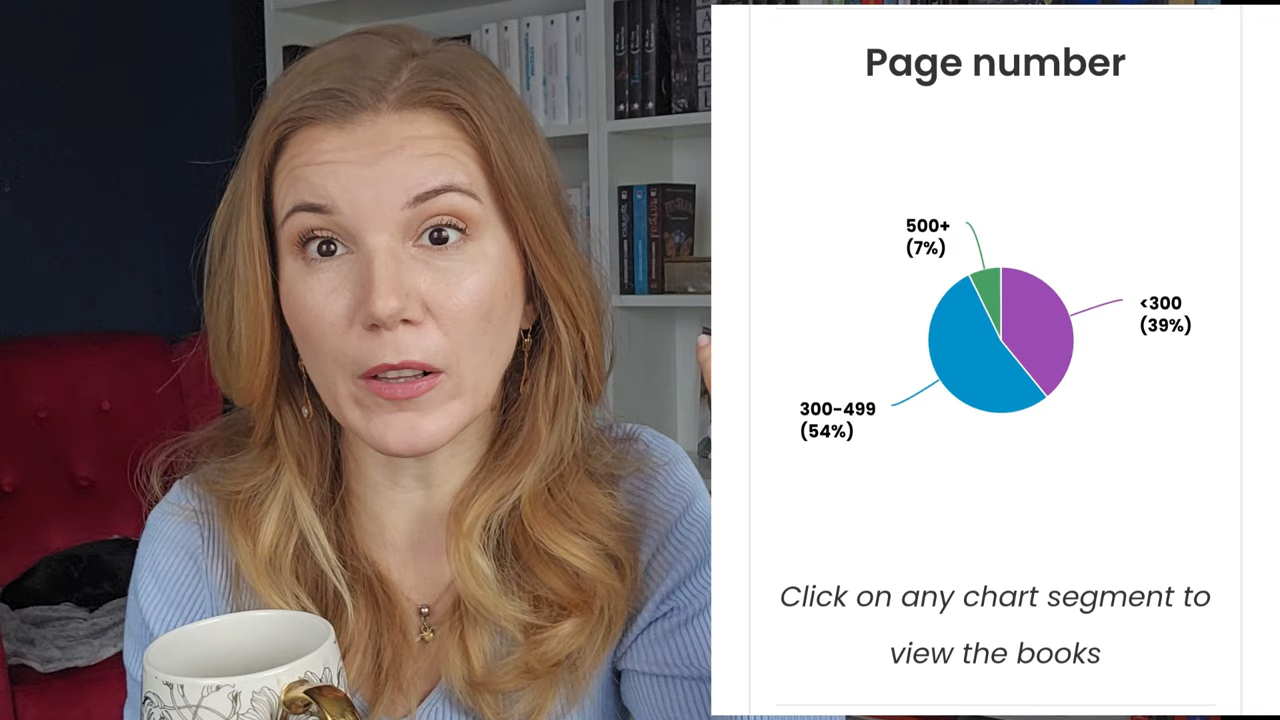 Page number
500+
(7%)
<300
(39%)
300-499
(54%)
Click on any chart segment to
view the books